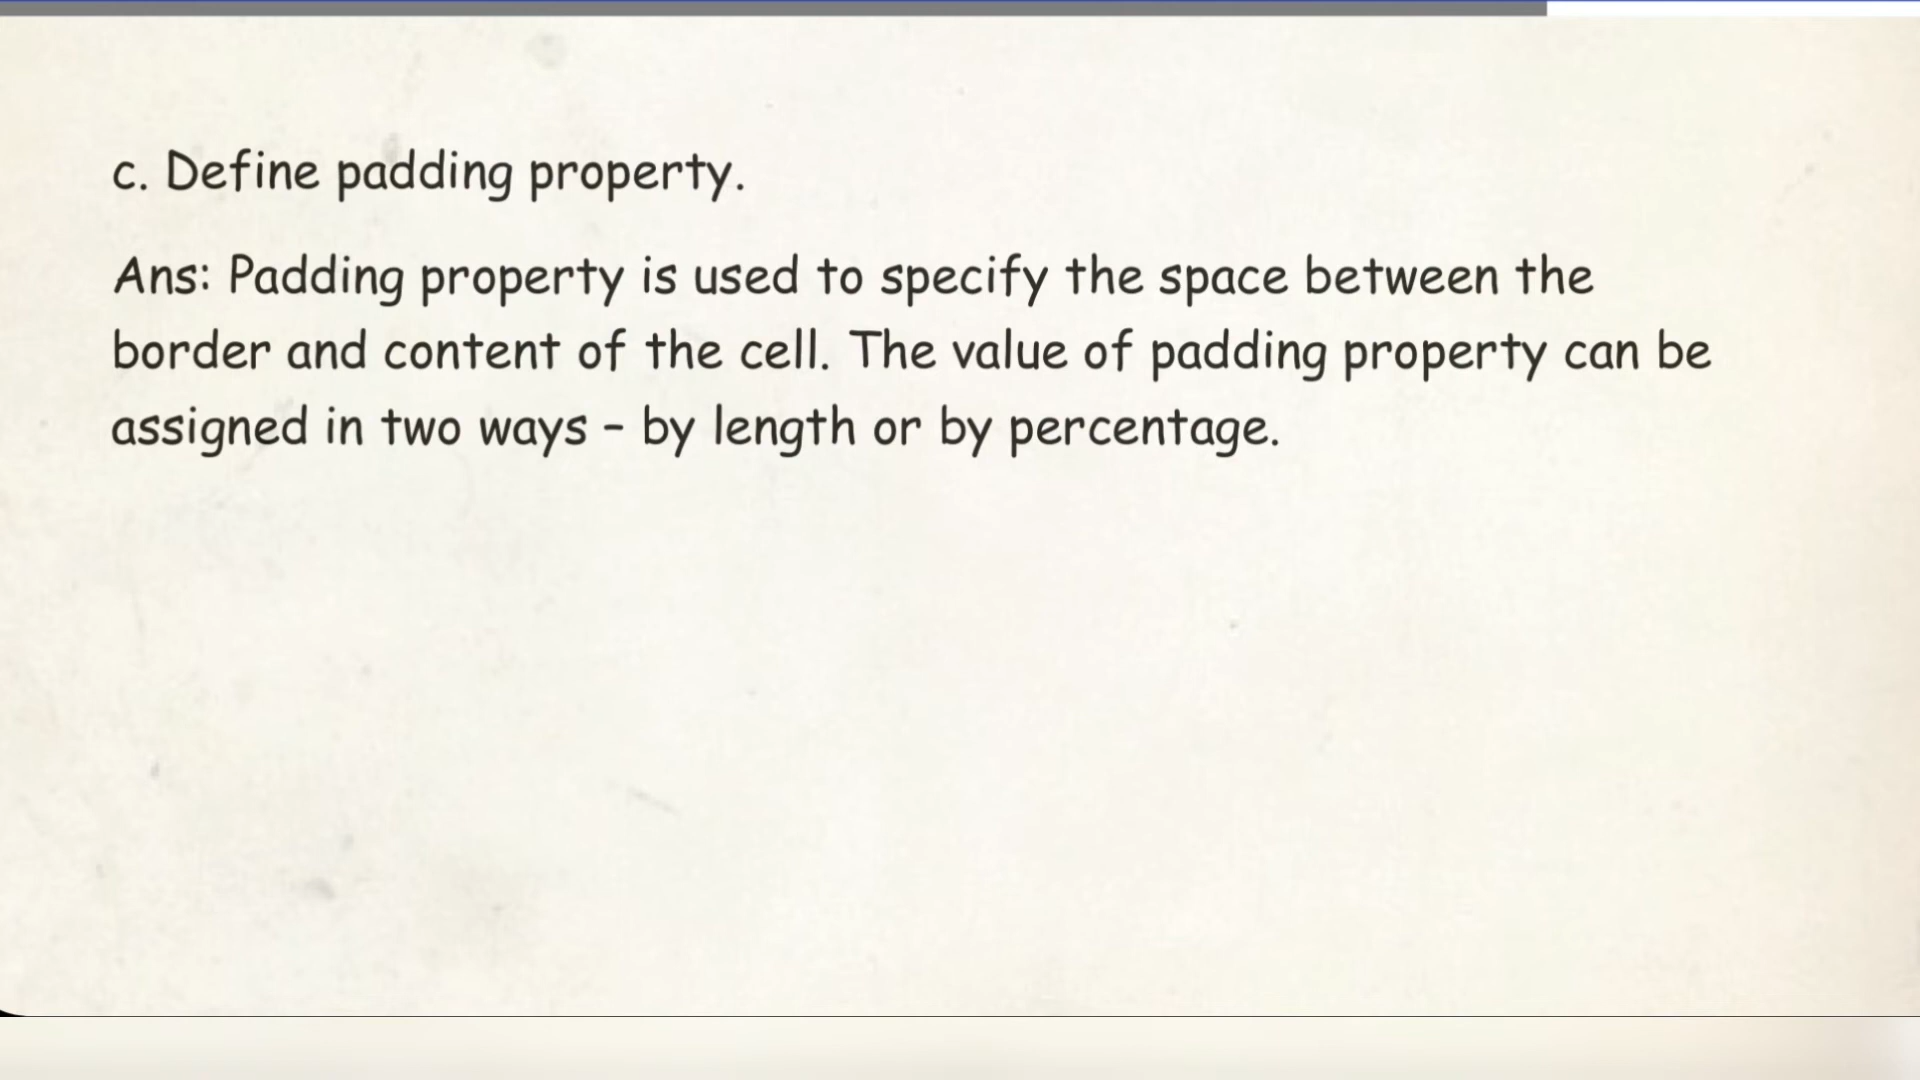 c. Define padding property.
Ans: Padding property is used to specify the space between the
border and content of the cell. The value of padding property can be
assigned in two ways – by length or by percentage.